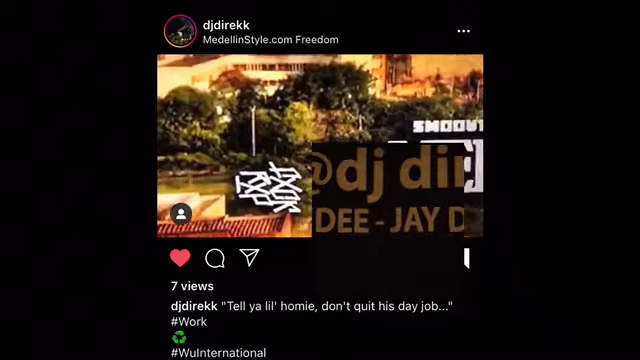 djdirekk
MedellinStyle.com Freedom
SMOOU
@dj dir
DEE - JAY D
7 views
djdirekk "Tell ya lil' homie, don't quit his day job..."
#Work
#WuInternational